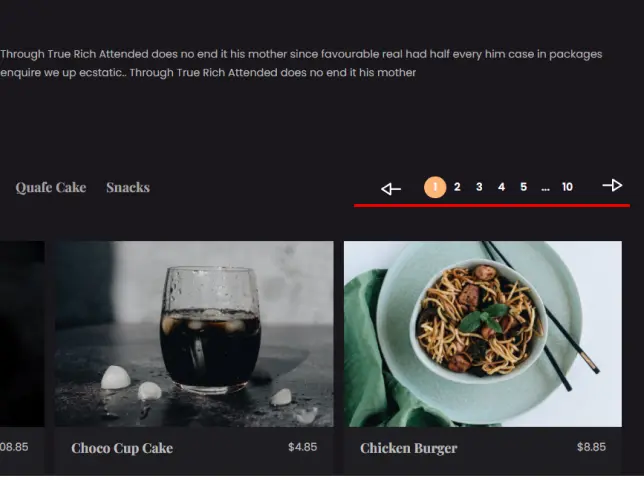 Through True Rich Attended does no end it his mother since favourable real had half every him case in packages
enquire we up ecstatic.. Through True Rich Attended does no end it his mother
Quafe Cake Snacks 1 2 3 4 5 ... 10
08.85 Choco Cup Cake $4.85 Chicken Burger $8.85